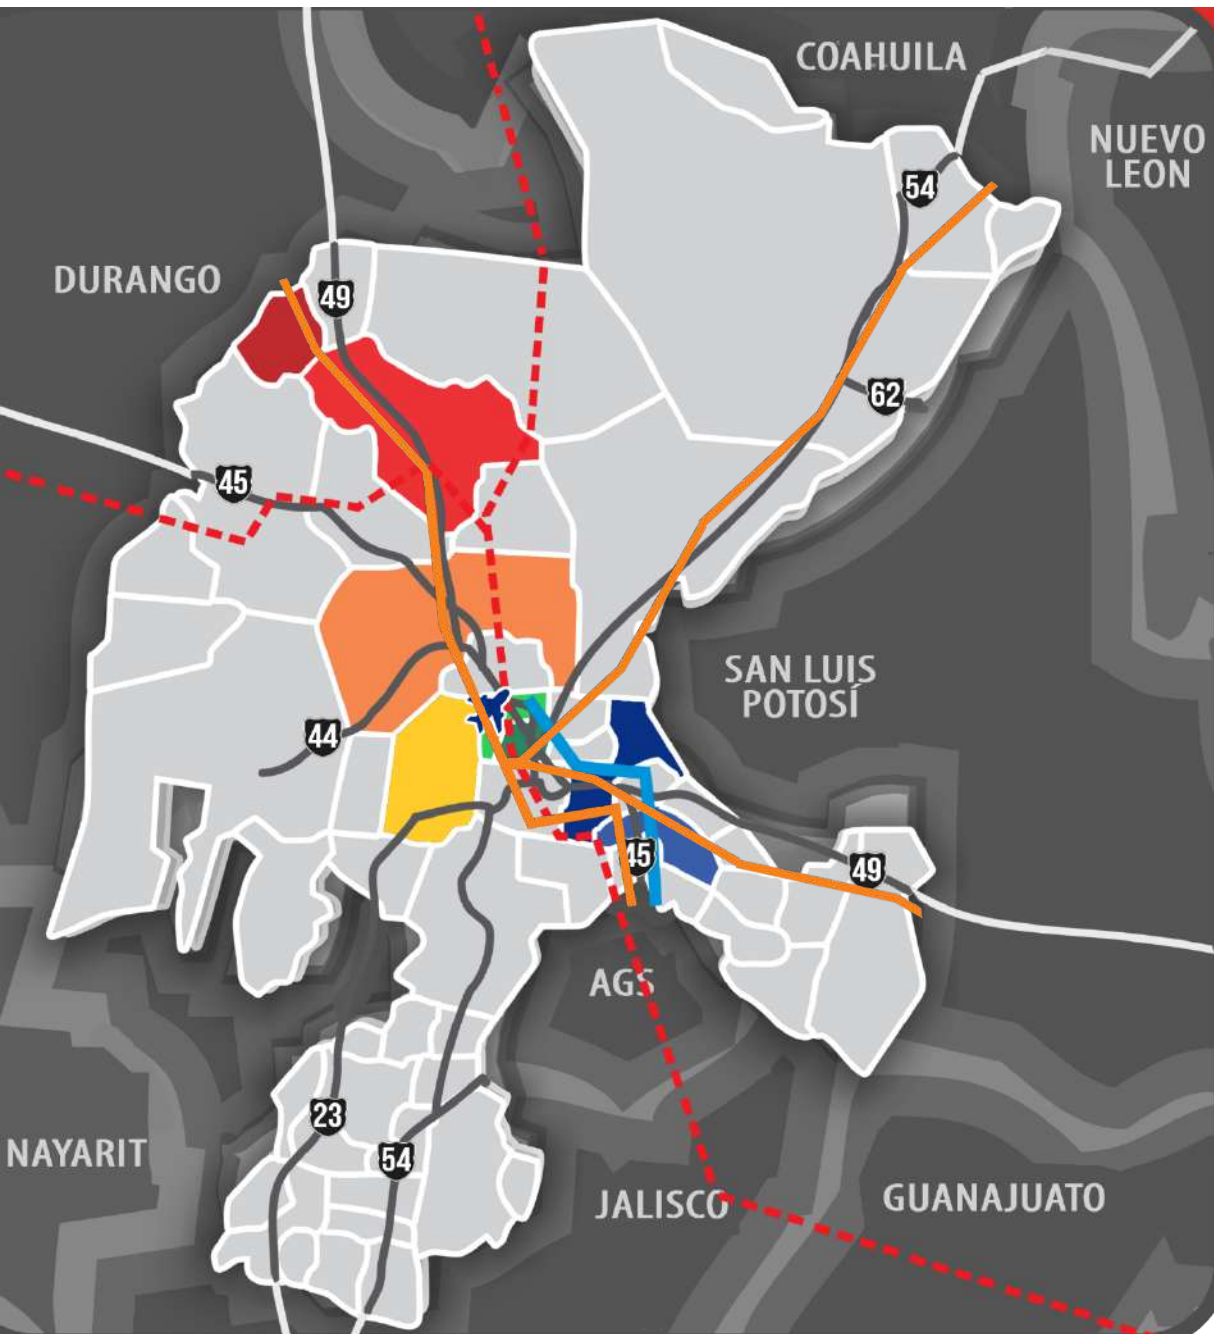 COAHUILA
NUEVO
LEON
54
DURANGO
49
62
45
SAN LUIS
POTOSÍ
44
45
49
AGS
23
NAYARIT
54
JALISCO
GUANAJUATO